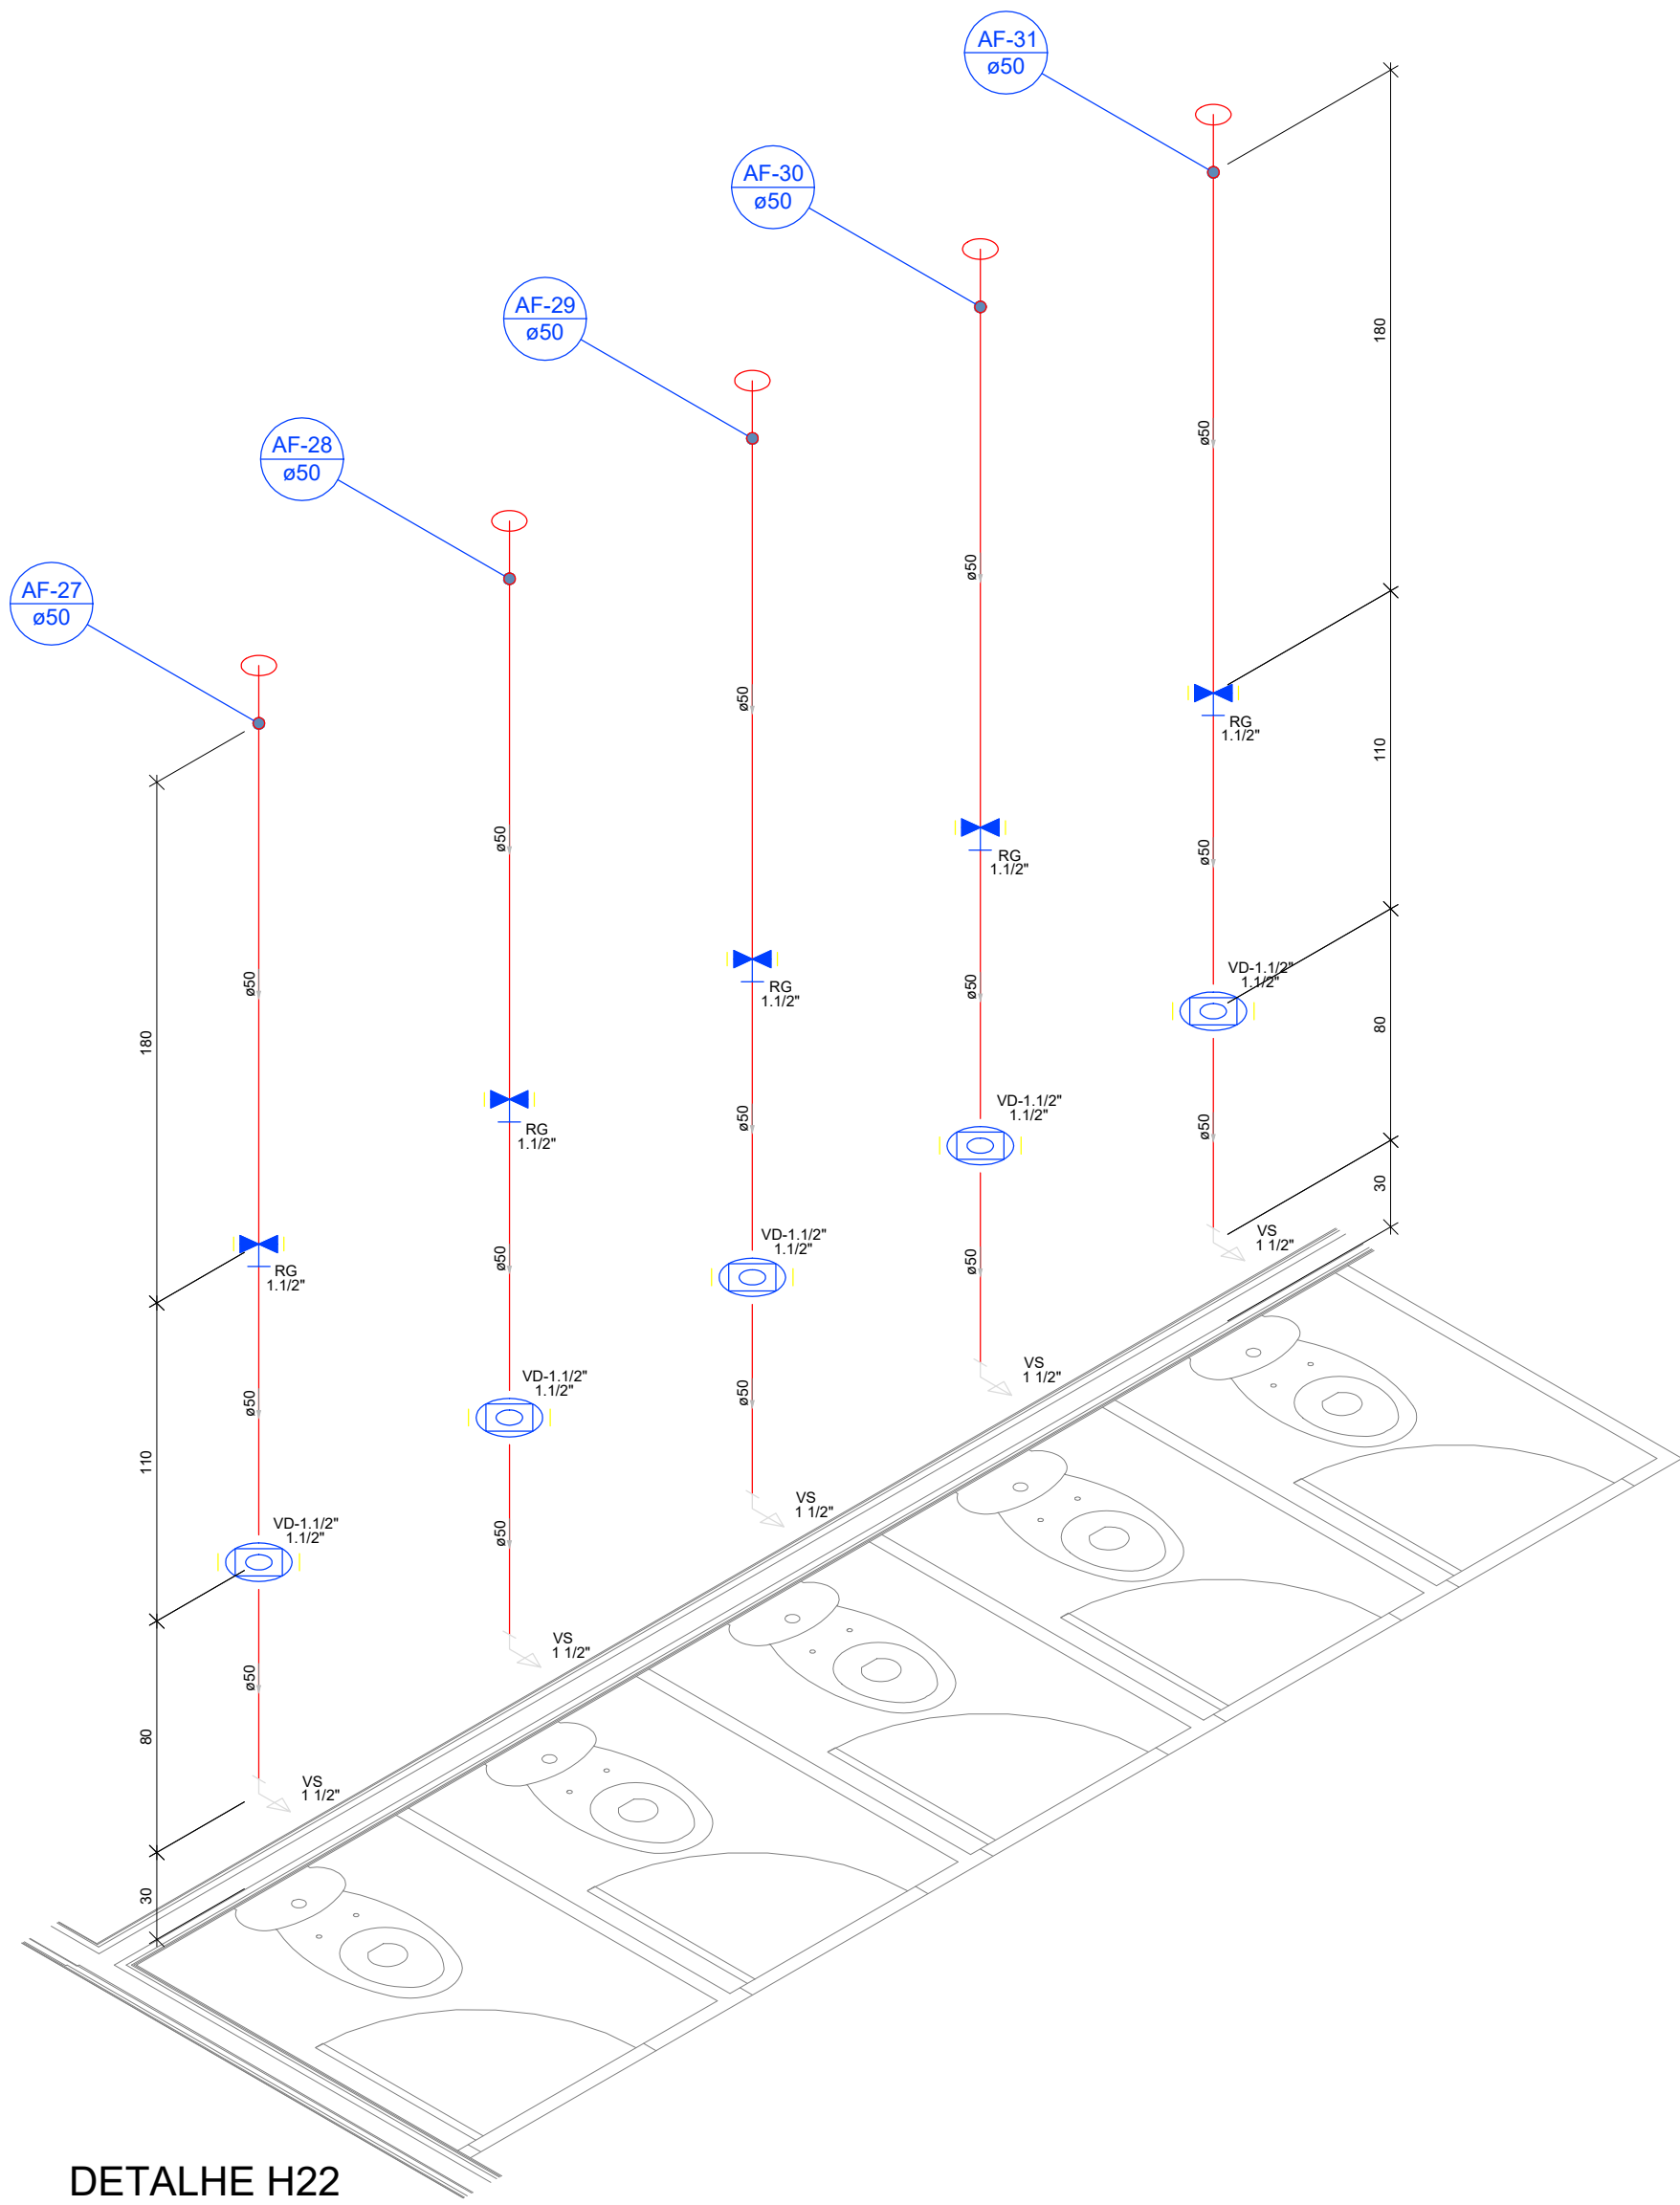 AF-31
ø50
AF-30
ø50
AF-29
ø50
AF-28
ø50
AF-27
ø50
180
ø50
ø50
ø50
RG
1.1/2"
110
RG
1.1/2"
ø50
ø50
VD-1.1/2"
1.1/2"
RG
1.1/2"
ø50
ø50
180
80
VD-1.1/2"
1.1/2"
RG
1.1/2"
ø50
ø50
30
VS
1 1/2"
VD-1.1/2"
1.1/2"
RG
1.1/2"
ø50
ø50
VS
1 1/2"
VD-1.1/2"
1.1/2"
ø50
ø50
110
VS
1 1/2"
VD-1.1/2"
1.1/2"
ø50
VS
1 1/2"
ø50
80
VS
1 1/2"
30
DETALHE H22